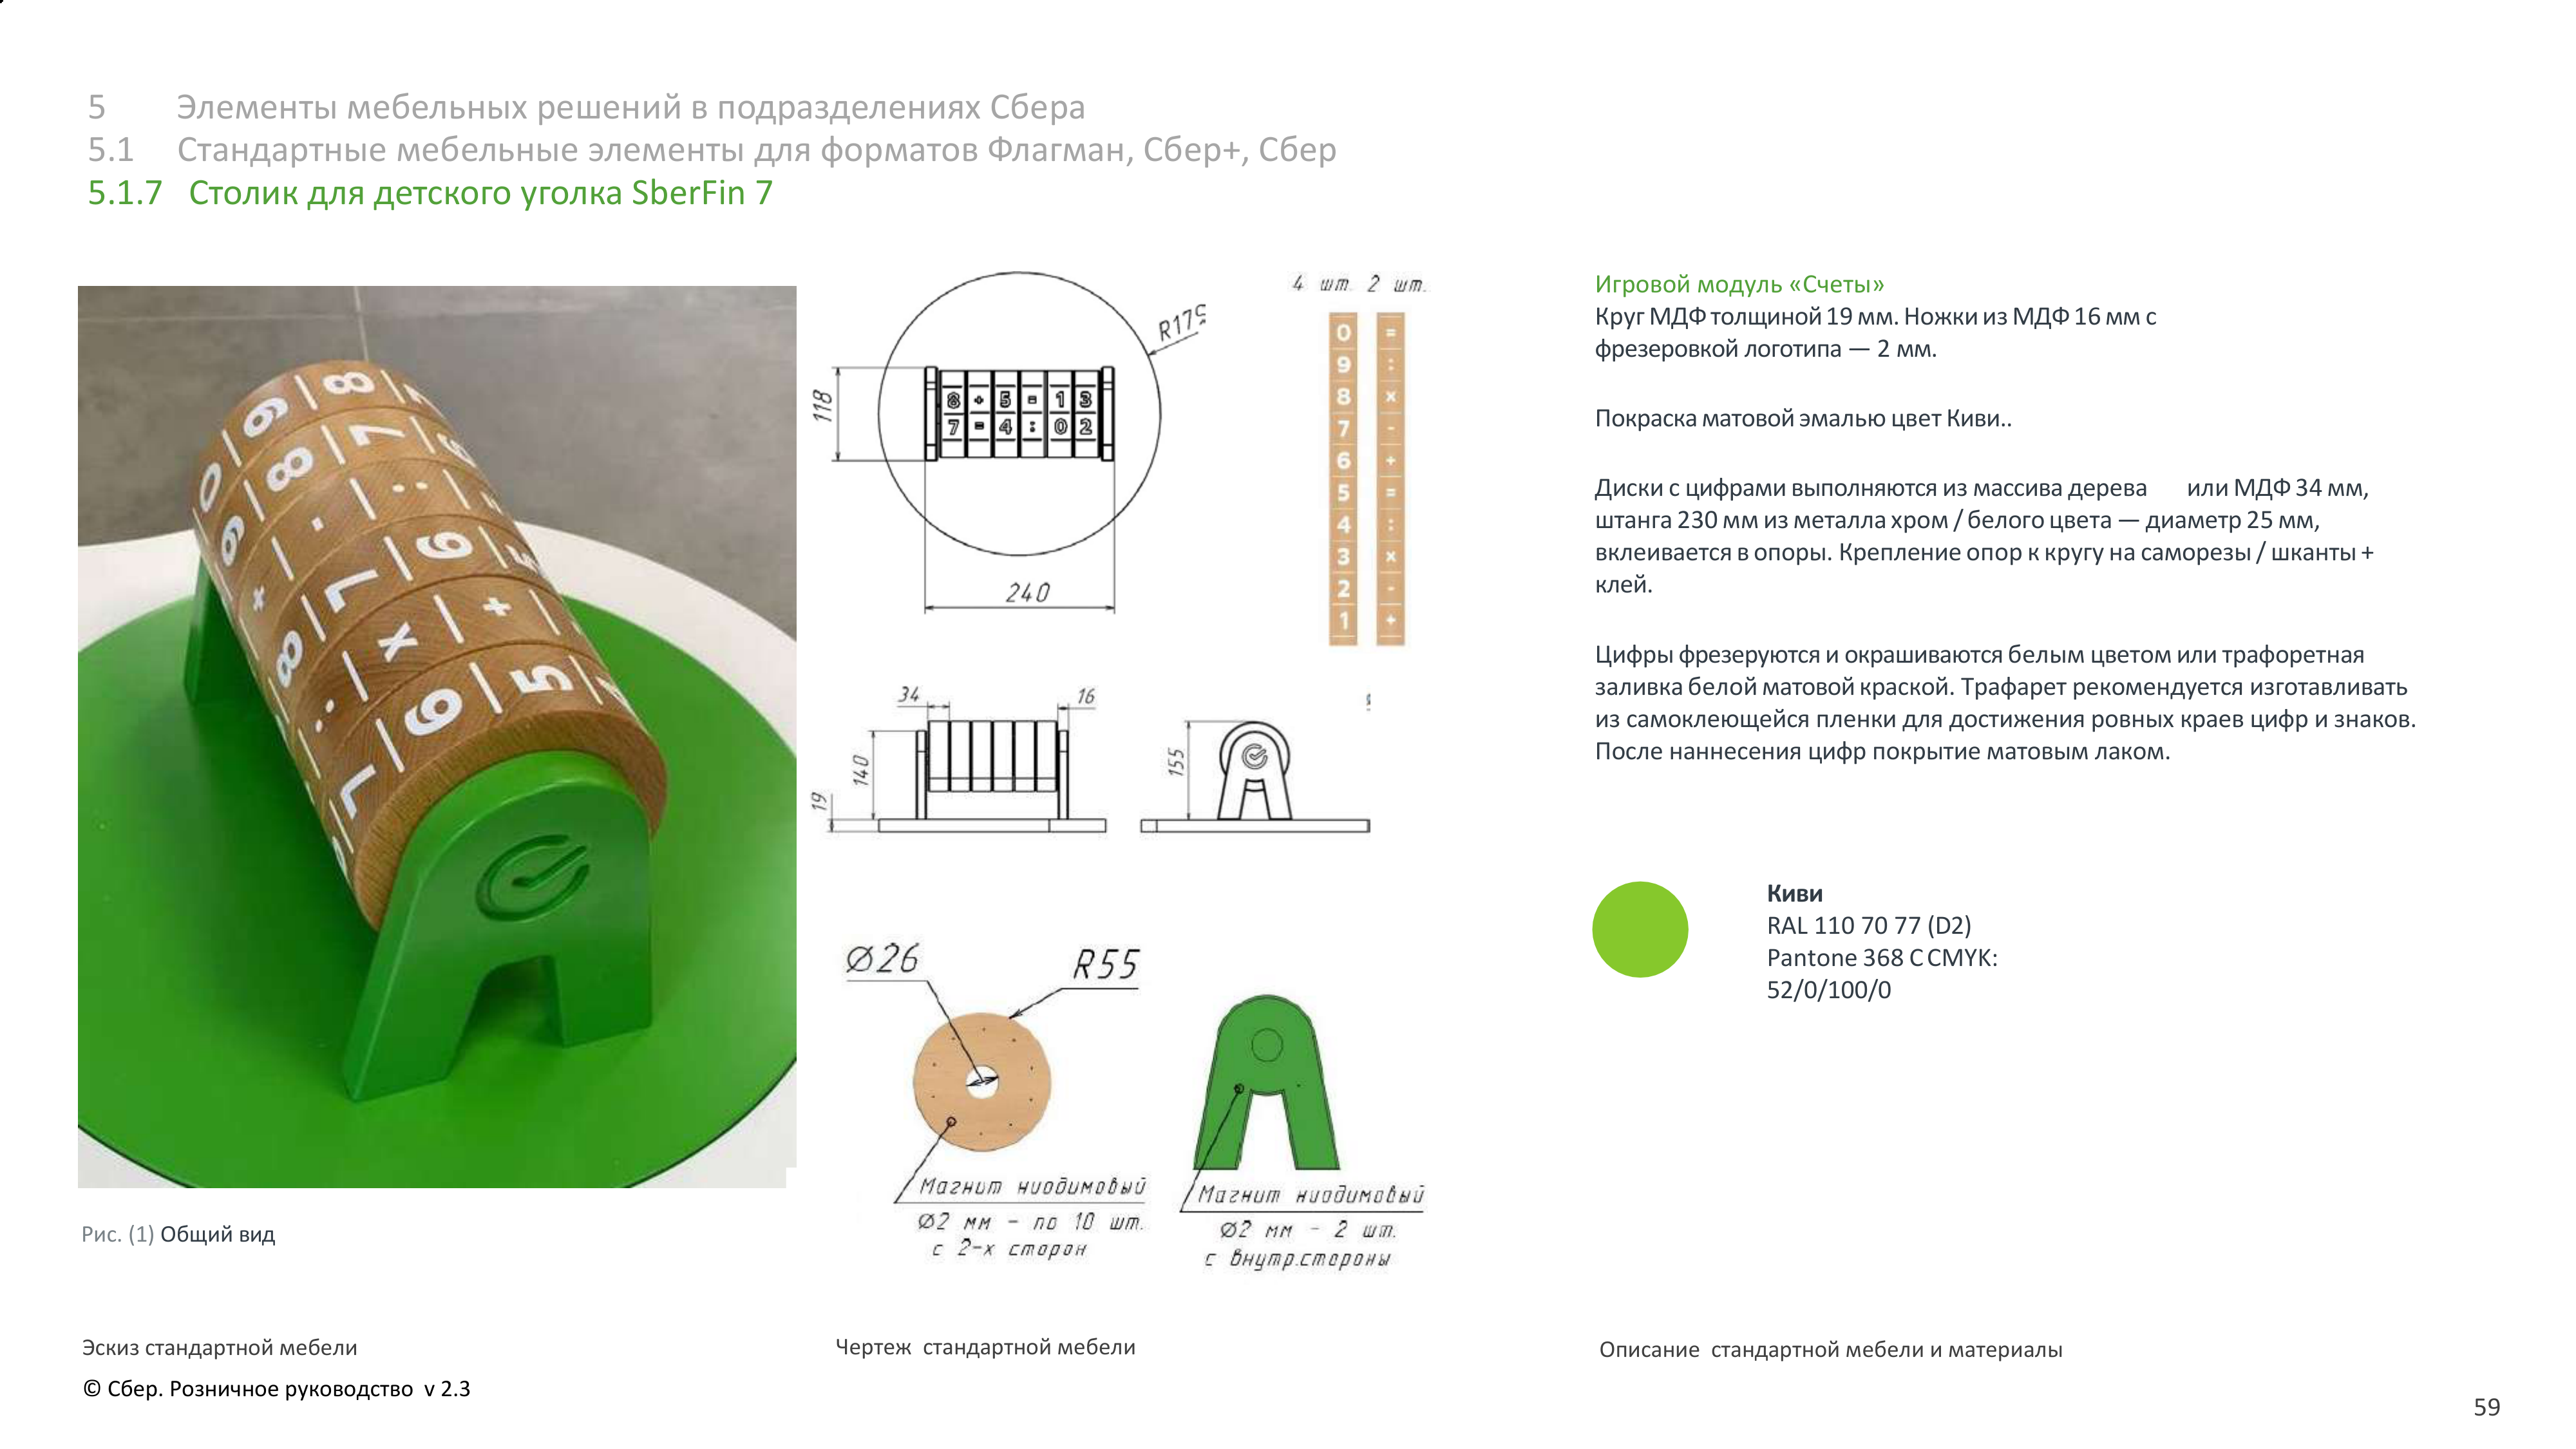 5 Элементы мебельных решений в подразделениях Сбера
5.1 Стандартные мебельные элементы для форматов Флагман, Сбер+, Сбер
5.1.7 Столик для детского уголка SberFin 7
118
8 + 5 = 1 3
7 = 4 : 0 2
240
4 шт. 2 шт.
0 =
9 :
8 x
7 -
6 +
5 =
4 :
3 x
2 -
1 +
34
16
140
19
155
Ø26
R55
Магнит ниодимовый
Ø2 мм - по 10 шт.
с 2-х сторон
Магнит ниодимовый
Ø2 мм - 2 шт.
с внутр.стороны
Игровой модуль «Счеты»
Круг МДФ толщиной 19 мм. Ножки из МДФ 16 мм с
фрезеровкой логотипа — 2 мм.
Покраска матовой эмалью цвет Киви..
Диски с цифрами выполняются из массива дерева или МДФ 34 мм,
штанга 230 мм из металла хром / белого цвета — диаметр 25 мм,
вклеивается в опоры. Крепление опор к кругу на саморезы / шканты +
клей.
Цифры фрезеруются и окрашиваются белым цветом или трафоретная
заливка белой матовой краской. Трафарет рекомендуется изготавливать
из самоклеющейся пленки для достижения ровных краев цифр и знаков.
После наннесения цифр покрытие матовым лаком.
Киви
RAL 110 70 77 (D2)
Pantone 368 C CMYK:
52/0/100/0
Рис. (1) Общий вид
Эскиз стандартной мебели
Чертеж стандартной мебели
Описание стандартной мебели и материалы
© Сбер. Розничное руководство v 2.3
59